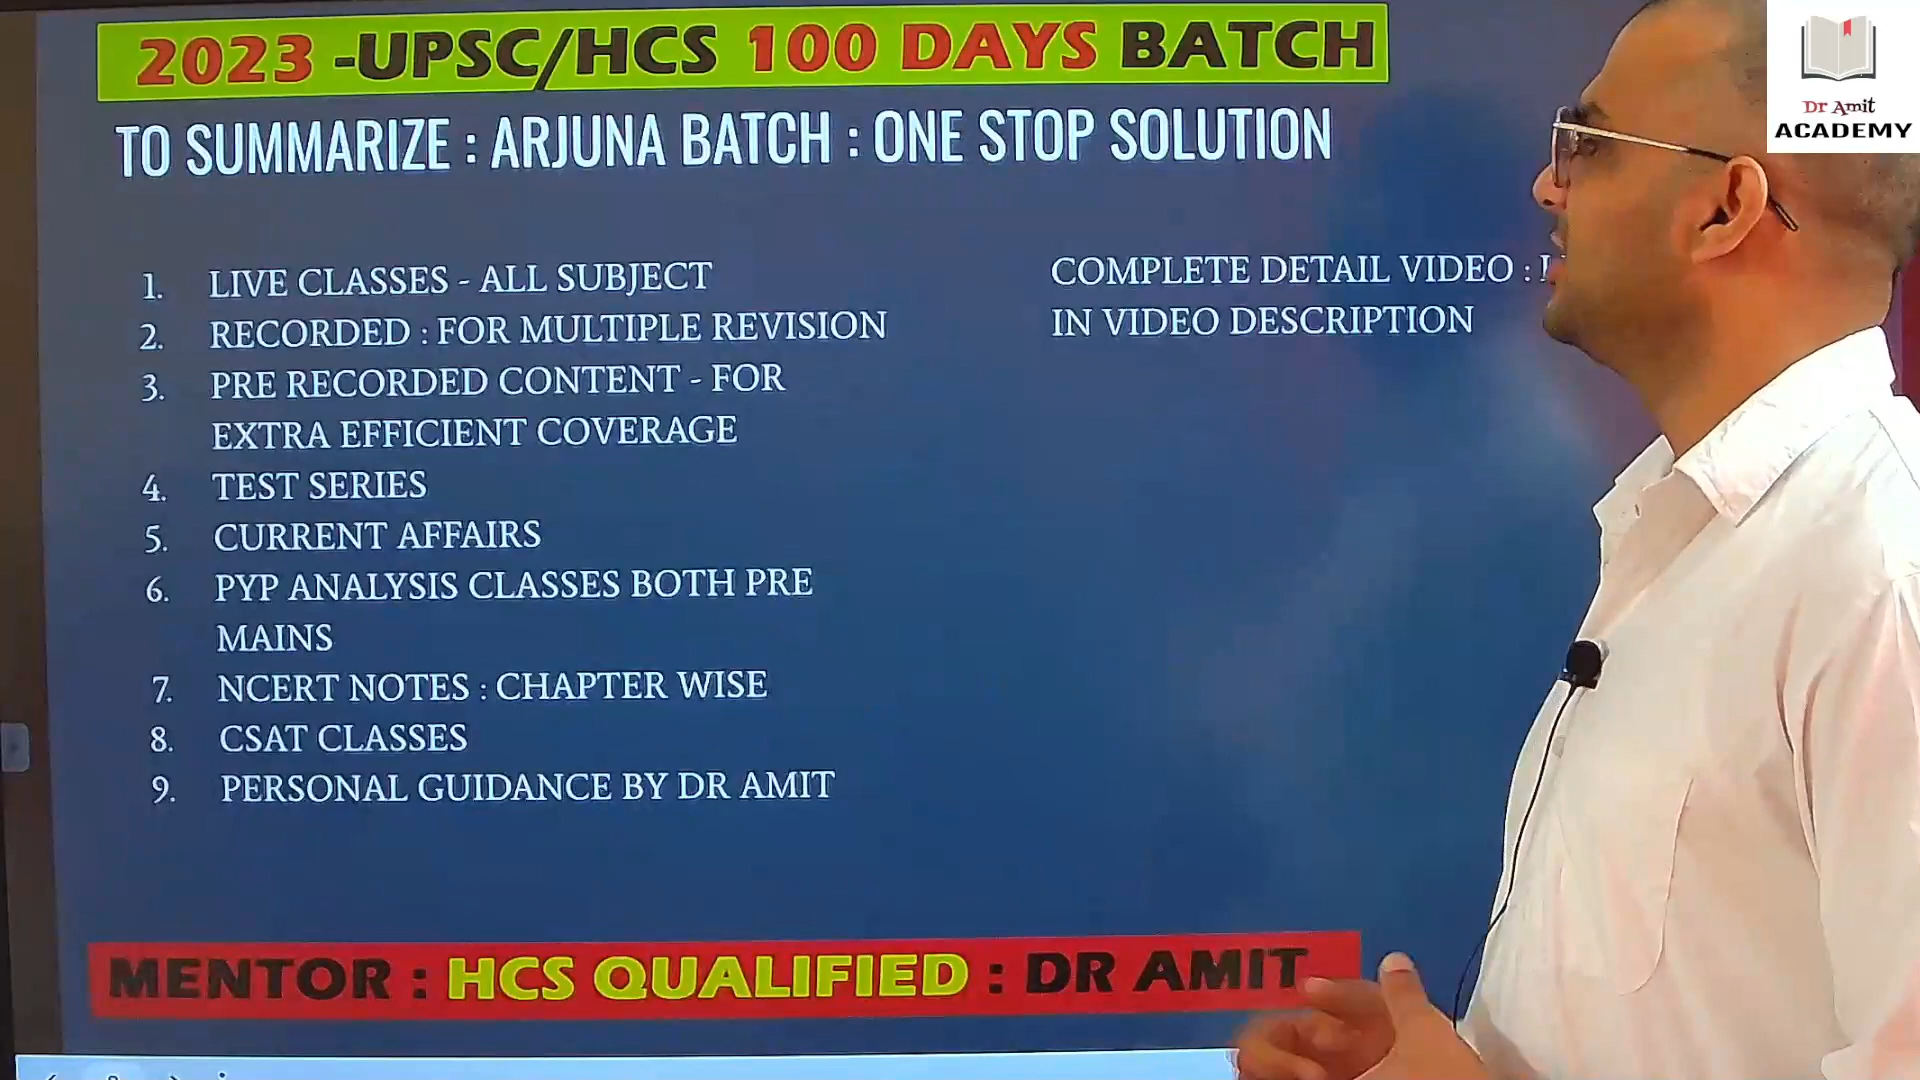 2023 -UPSC/HCS 100 DAYS BATCH
TO SUMMARIZE : ARJUNA BATCH : ONE STOP SOLUTION
1. LIVE CLASSES - ALL SUBJECT
2. RECORDED : FOR MULTIPLE REVISION
3. PRE RECORDED CONTENT - FOR
EXTRA EFFICIENT COVERAGE
4. TEST SERIES
5. CURRENT AFFAIRS
6. PYP ANALYSIS CLASSES BOTH PRE
MAINS
7. NCERT NOTES : CHAPTER WISE
8. CSAT CLASSES
9. PERSONAL GUIDANCE BY DR AMIT
COMPLETE DETAIL VIDEO :
IN VIDEO DESCRIPTION
MENTOR : HCS QUALIFIED : DR AMIT
Dr Amit
ACADEMY